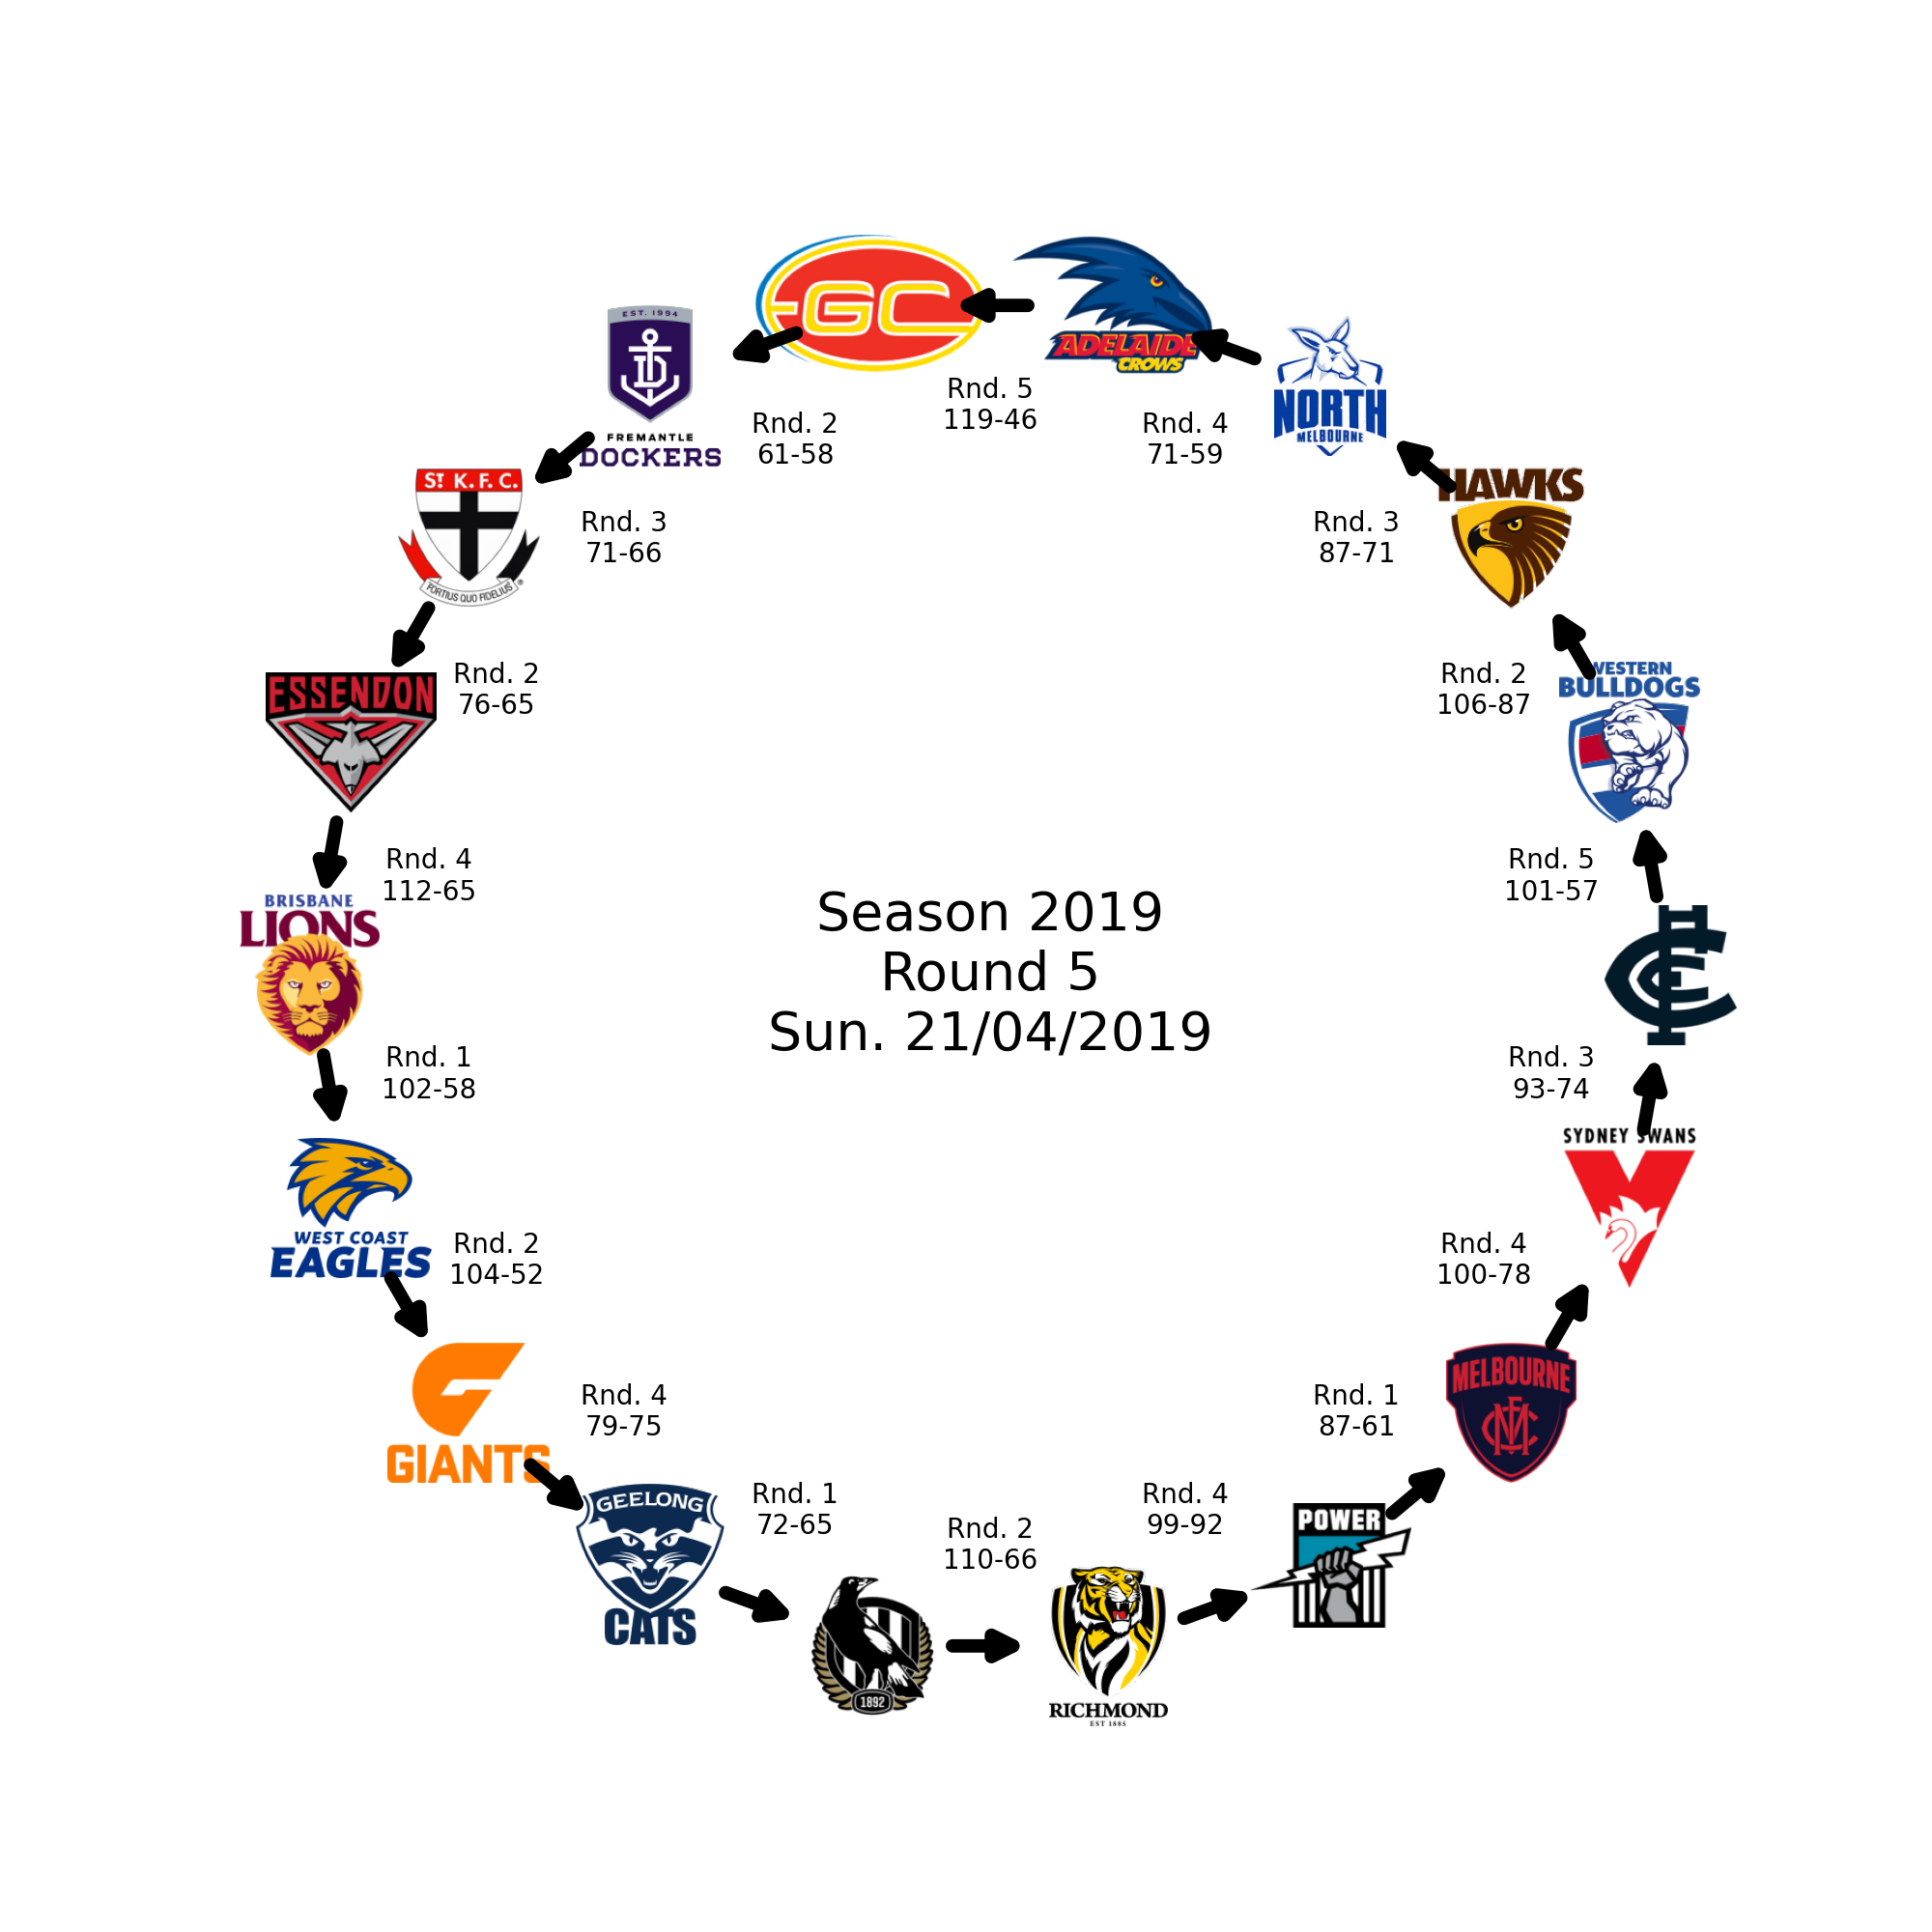 EST. 1994
FREMANTLE
DOCKERS
GC
ADELAIDE
CROWS
NORTH
MELBOURNE
Rnd. 5
119-46
Rnd. 2
61-58
Rnd. 4
71-59
ST K.F.C.
FORTIUS QUO FIDELIUS
®
Rnd. 3
71-66
Rnd. 3
87-71
HAWKS
ESSENDON
Rnd. 2
76-65
Rnd. 2
106-87
WESTERN
BULLDOGS
Rnd. 4
112-65
Rnd. 5
101-57
BRISBANE
LIONS
Season 2019
Round 5
Sun. 21/04/2019
CFC
Rnd. 1
102-58
Rnd. 3
93-74
SYDNEY SWANS
WEST COAST
EAGLES
Rnd. 2
104-52
Rnd. 4
100-78
G
GIANTS
Rnd. 4
79-75
Rnd. 1
87-61
MELBOURNE
MFC
GEELONG
CATS
Rnd. 1
72-65
Rnd. 2
110-66
Rnd. 4
99-92
POWER
1892
RICHMOND
EST 1885